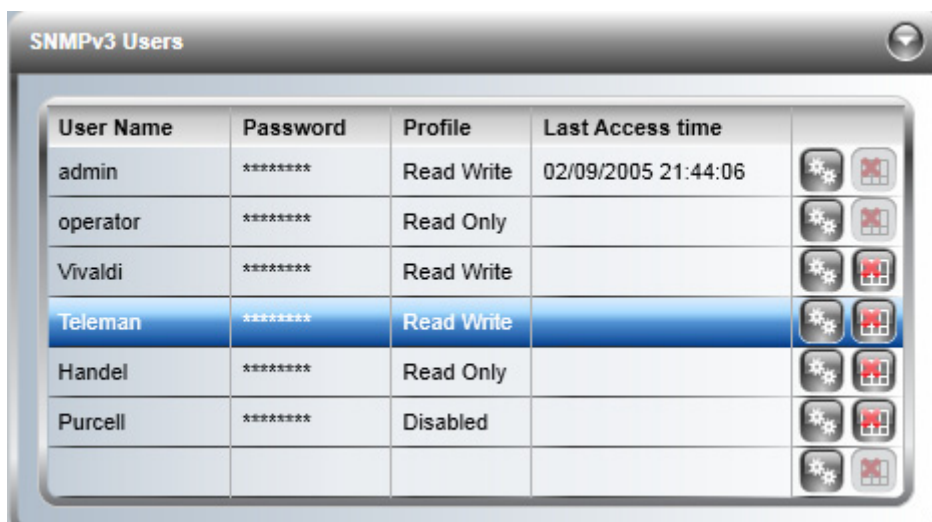 SNMPv3 Users
User Name Password Profile Last Access time
admin ******** Read Write 02/09/2005 21:44:06
operator ******** Read Only
Vivaldi ******** Read Write
Teleman ******** Read Write
Handel ******** Read Only
Purcell ******** Disabled